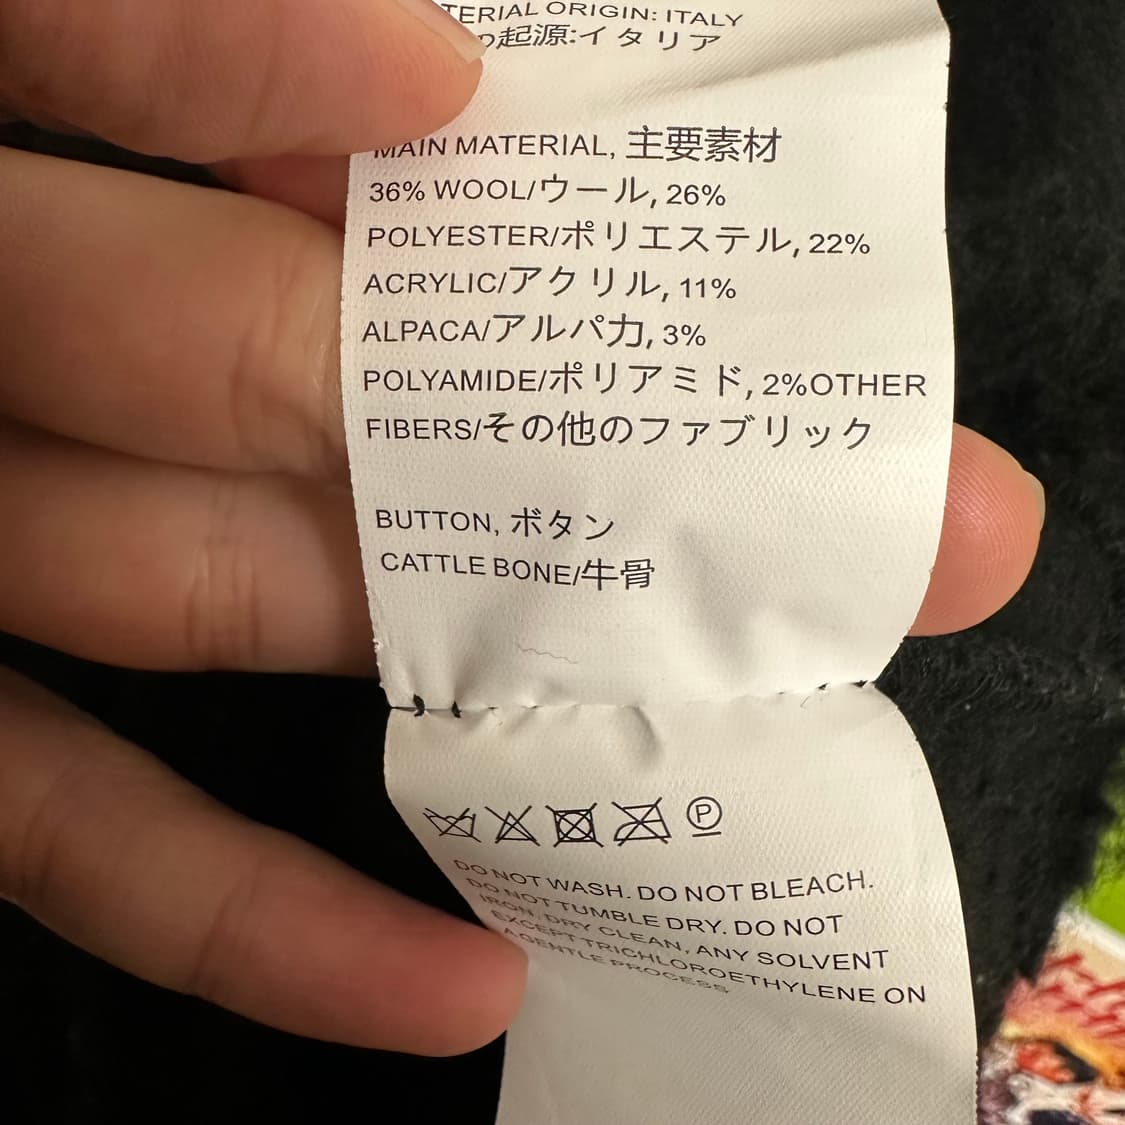 ORIGIN: ITALY
起源:イタリア
MAIN MATERIAL, 主要素材
36% WOOL/ウール, 26%
POLYESTER/ポリエステル, 22%
ACRYLIC/アクリル, 11%
ALPACA/アルパカ, 3%
POLYAMIDE/ポリアミド, 2%OTHER
FIBERS/その他のファブリック
BUTTON, ボタン
CATTLE BONE/牛骨
P
DO NOT WASH. DO NOT BLEACH.
DO NOT TUMBLE DRY. DO NOT
IRON, DRY CLEAN, ANY SOLVENT
EXCEPT TRICHLOROETHYLENE ON
A GENTLE PROCESS